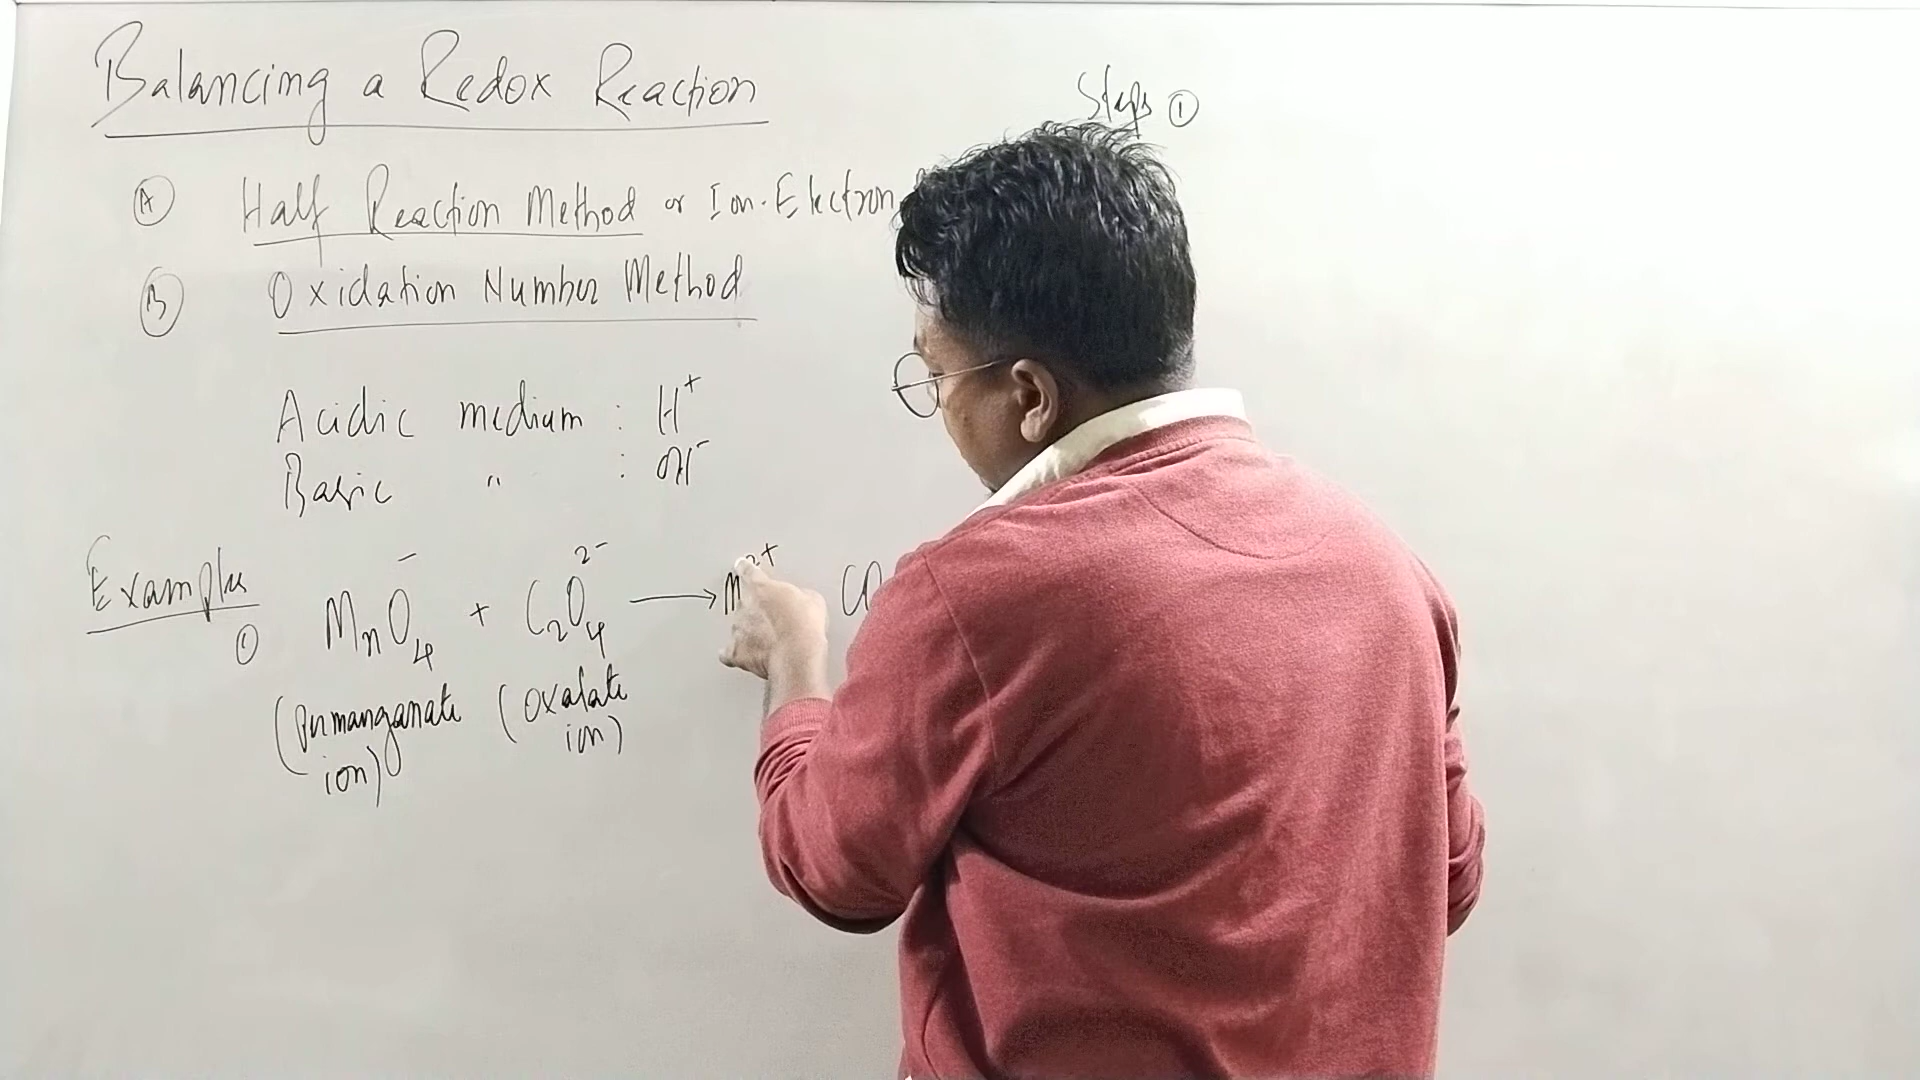 Balancing a Redox Reaction
Steps ①
Ⓐ Half Reaction Method or Ion-Electron
Ⓑ Oxidation Number Method
Acidic medium : H⁺
Basic " : OH⁻
Examples
① MnO₄⁻ + C₂O₄²⁻ → M ²⁺ CO
(Permanganate ion) (Oxalate ion)